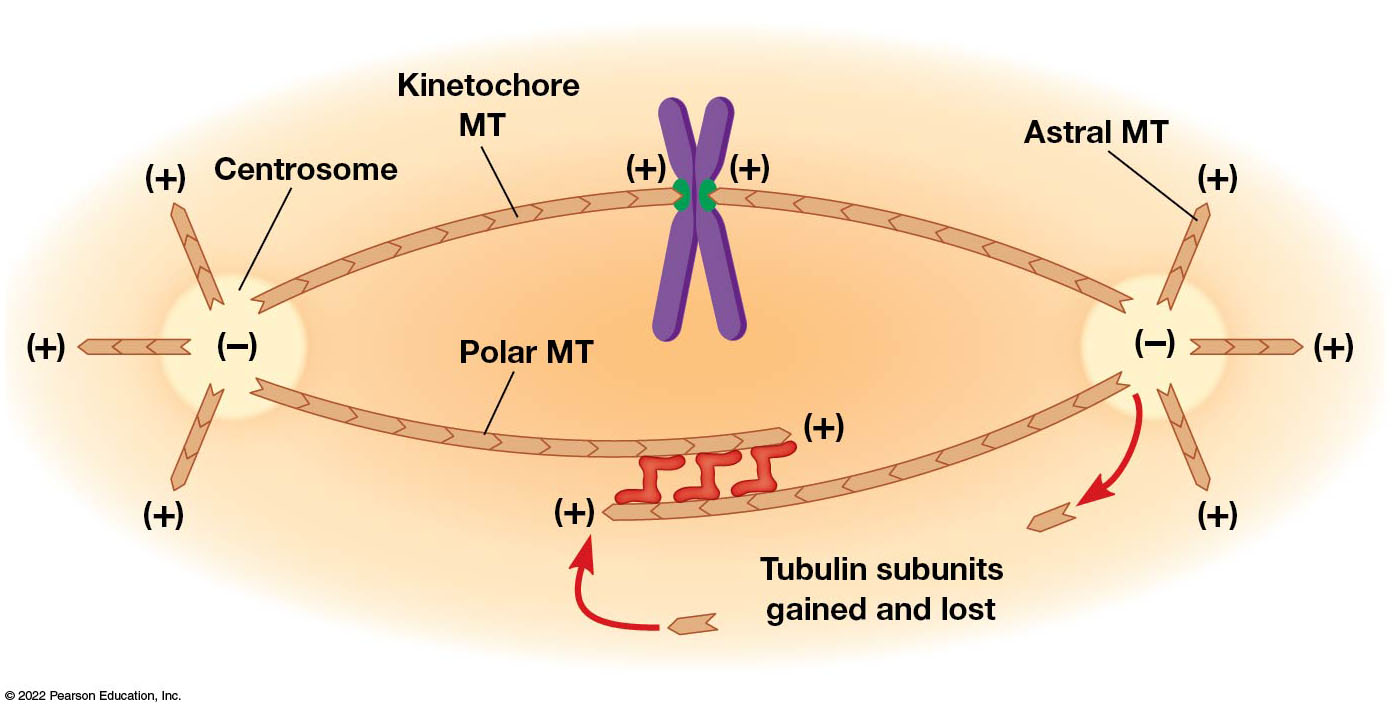 Kinetochore
MT
Astral MT
Centrosome
(+)
(+)
(+)
(+)
(+)
(−)
(−)
(+)
Polar MT
(+)
(+)
(+)
(+)
Tubulin subunits
gained and lost
© 2022 Pearson Education, Inc.